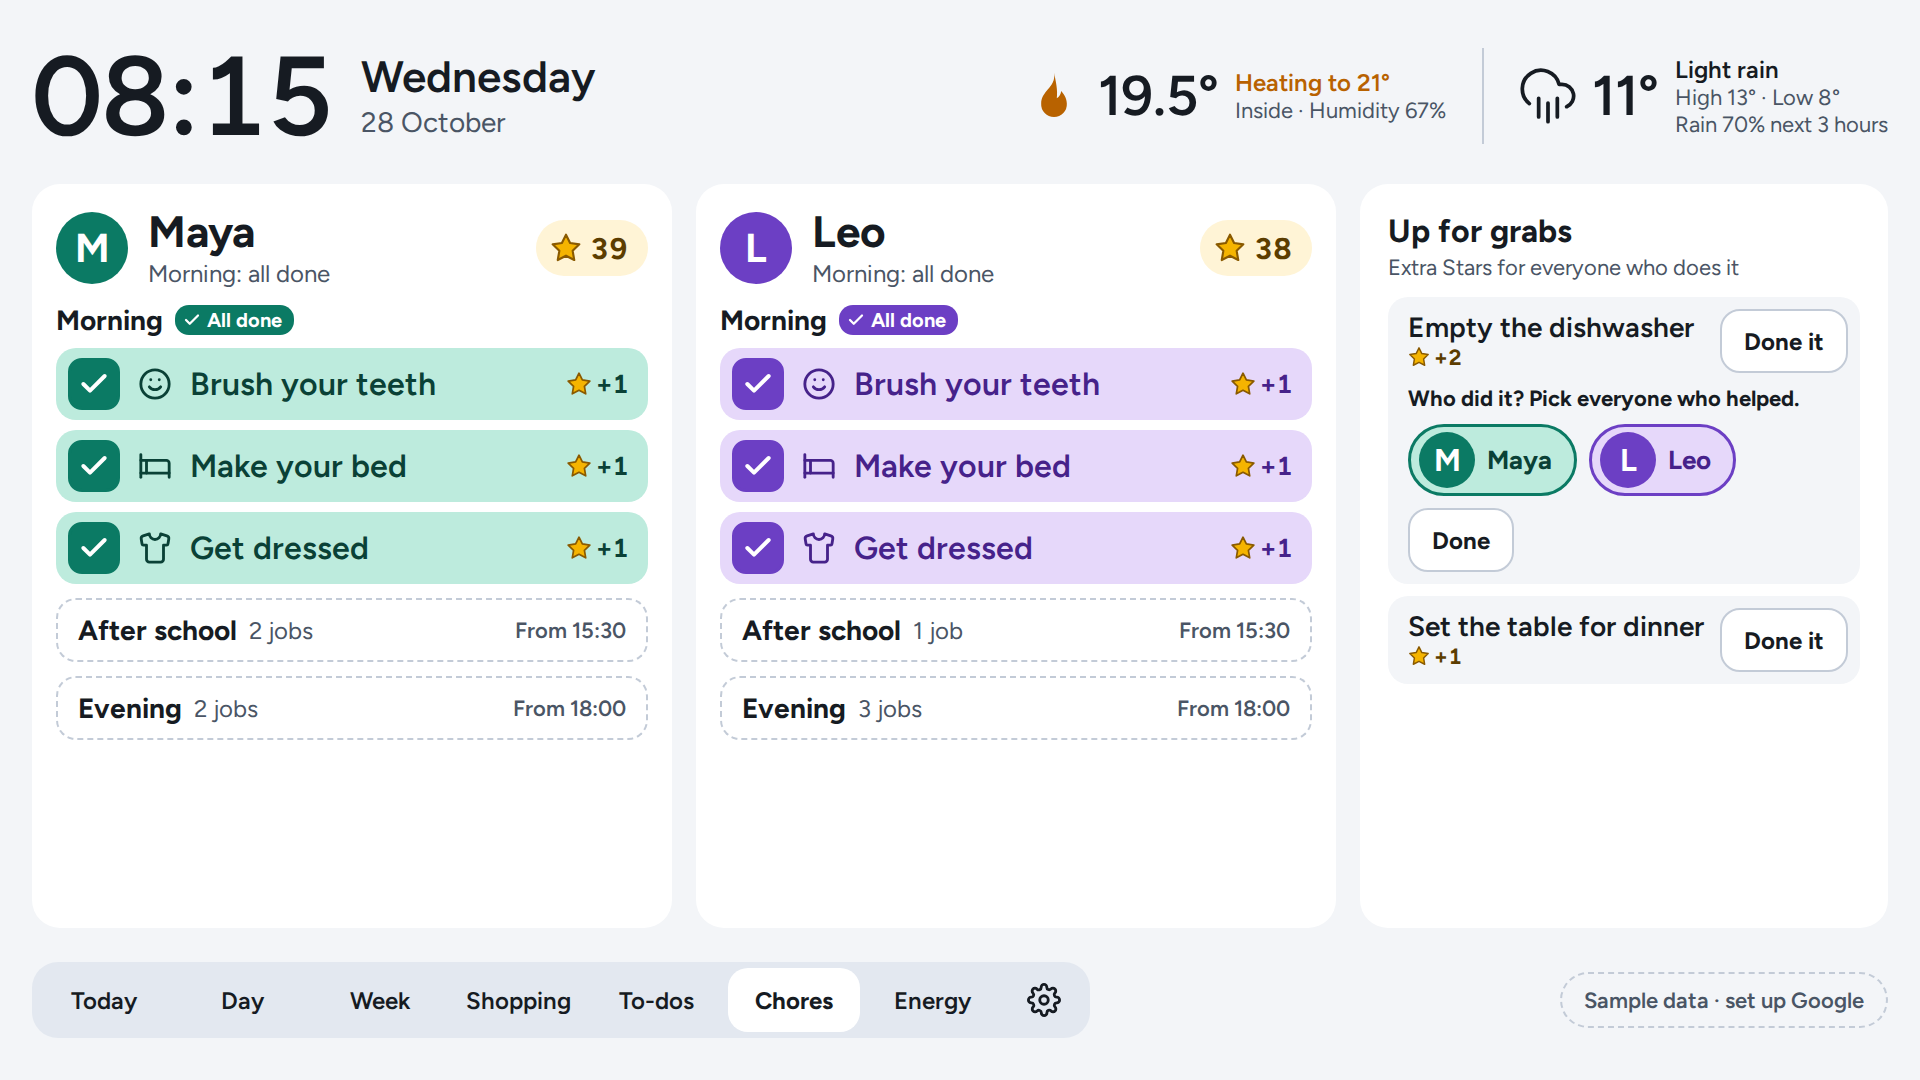 08:15
Wednesday
28 October
19.5°
Heating to 21°
Inside · Humidity 67%
11°
Light rain
High 13° · Low 8°
Rain 70% next 3 hours
M
Maya
Morning: all done
39
Morning
All done
Brush your teeth
+1
Make your bed
+1
Get dressed
+1
After school 2 jobs
From 15:30
Evening 2 jobs
From 18:00
L
Leo
Morning: all done
38
Morning
All done
Brush your teeth
+1
Make your bed
+1
Get dressed
+1
After school 1 job
From 15:30
Evening 3 jobs
From 18:00
Up for grabs
Extra Stars for everyone who does it
Empty the dishwasher
+2
Done it
Who did it? Pick everyone who helped.
M Maya
L Leo
Done
Set the table for dinner
+1
Done it
Today
Day
Week
Shopping
To-dos
Chores
Energy
Sample data · set up Google